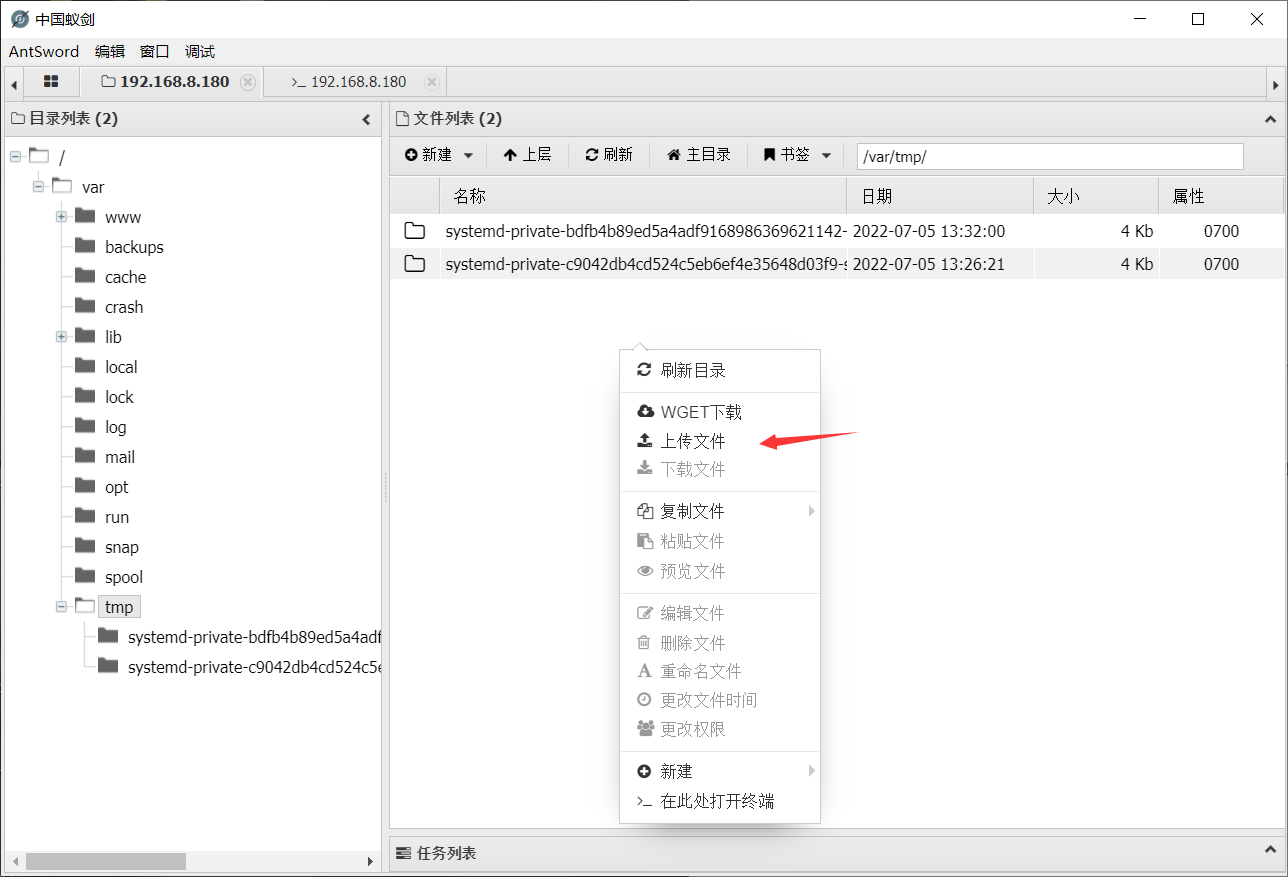 中国蚁剑
AntSword 编辑 窗口 调试
192.168.8.180 >_ 192.168.8.180
目录列表 (2)
/
var
www
backups
cache
crash
lib
local
lock
log
mail
opt
run
snap
spool
tmp
systemd-private-bdfb4b89ed5a4adf
systemd-private-c9042db4cd524c5e
文件列表 (2)
新建 上层 刷新 主目录 书签 /var/tmp/
名称 日期 大小 属性
systemd-private-bdfb4b89ed5a4adf9168986369621142- 2022-07-05 13:32:00 4 Kb 0700
systemd-private-c9042db4cd524c5eb6ef4e35648d03f9-s 2022-07-05 13:26:21 4 Kb 0700
刷新目录
WGET下载
上传文件
下载文件
复制文件
粘贴文件
预览文件
编辑文件
删除文件
重命名文件
更改文件时间
更改权限
新建
>_ 在此处打开终端
任务列表